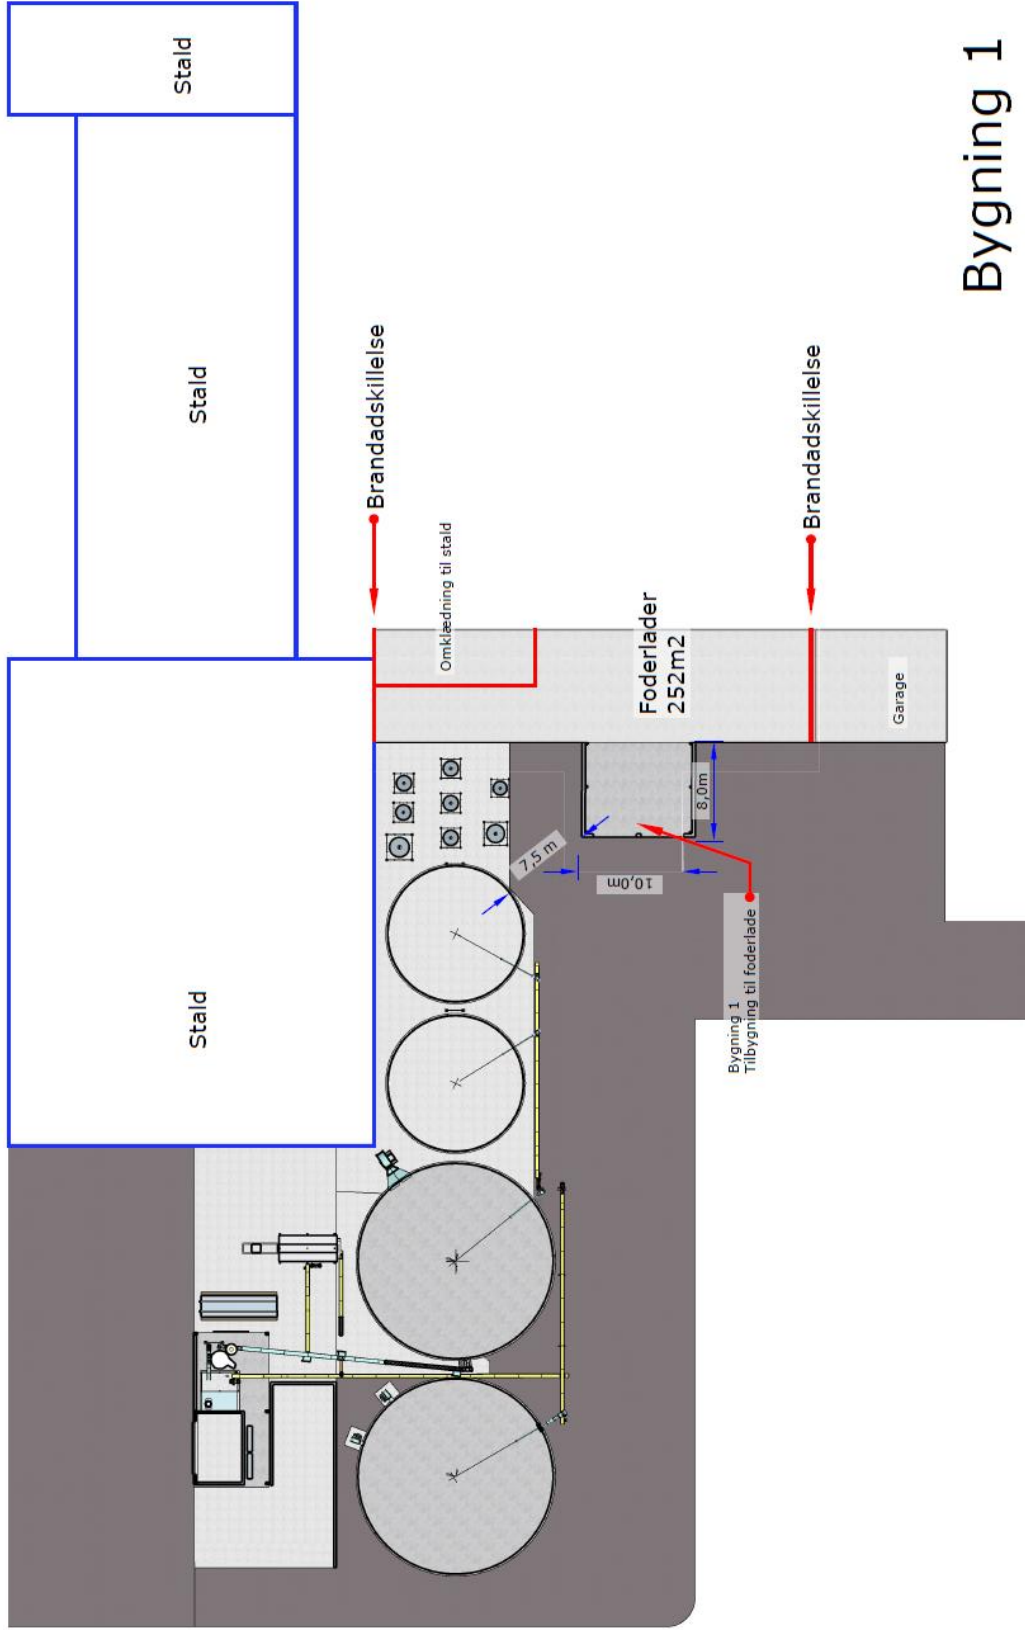 Stald
Stald
Stald
Brandadskillelse
Omklædning til stald
Foderlader
252m2
Brandadskillelse
Garage
7,5 m
10,0m
8,0m
Bygning 1
Tilbygning til foderlade
Bygning 1